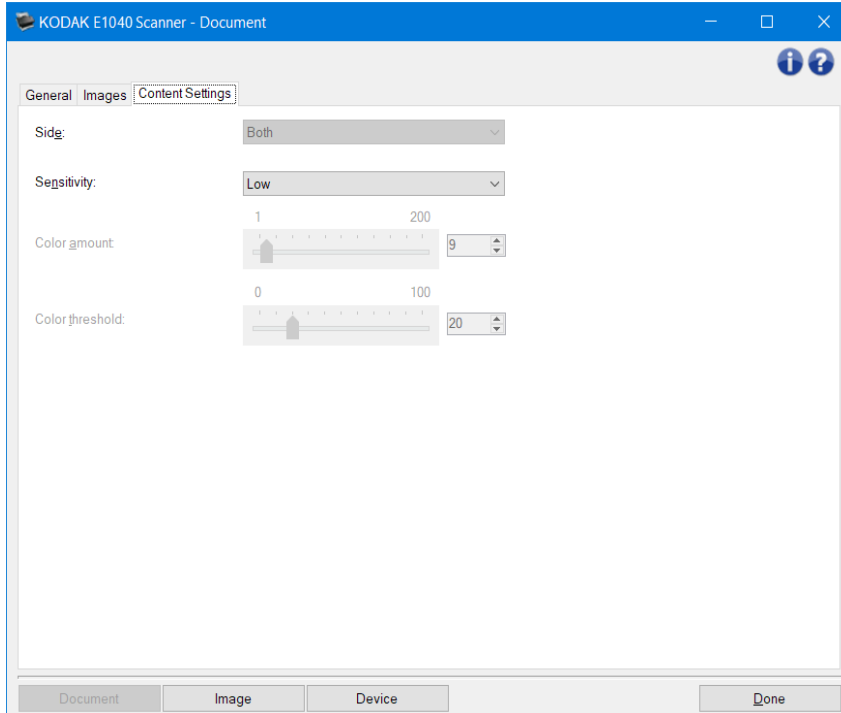 KODAK E1040 Scanner - Document
General Images Content Settings
Side: Both
Sensitivity: Low
1 200
Color amount: 9
0 100
Color threshold: 20
Document Image Device Done